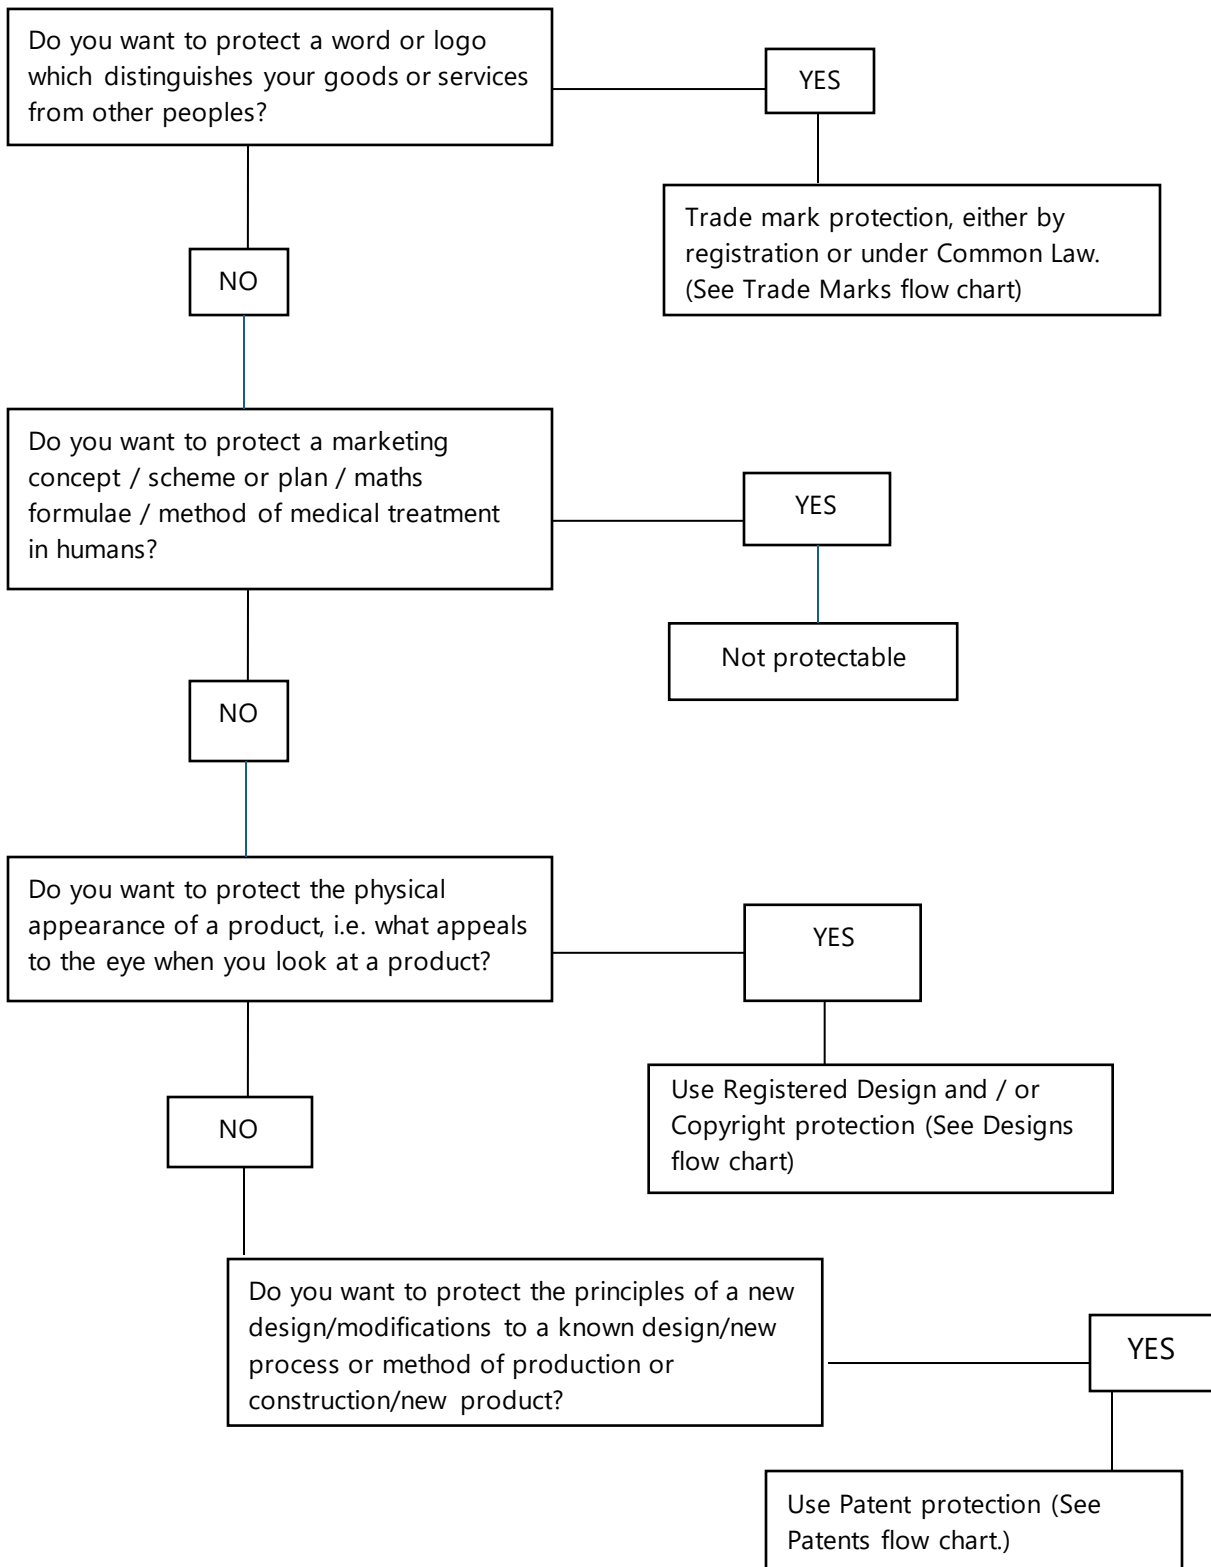 Do you want to protect a word or logo
which distinguishes your goods or services
from other peoples?
YES
Trade mark protection, either by
registration or under Common Law.
(See Trade Marks flow chart)
NO
Do you want to protect a marketing
concept / scheme or plan / maths
formulae / method of medical treatment
in humans?
YES
Not protectable
NO
Do you want to protect the physical
appearance of a product, i.e. what appeals
to the eye when you look at a product?
YES
Use Registered Design and / or
Copyright protection (See Designs
flow chart)
NO
Do you want to protect the principles of a new
design/modifications to a known design/new
process or method of production or
construction/new product?
YES
Use Patent protection (See
Patents flow chart.)